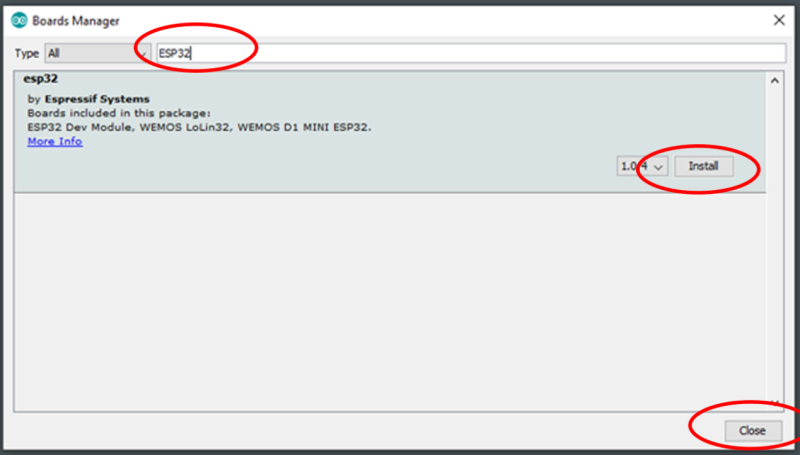 Boards Manager
Type All ESP32
esp32
by Espressif Systems
Boards included in this package:
ESP32 Dev Module, WEMOS LoLin32, WEMOS D1 MINI ESP32.
More Info
1.0.4 Install
Close